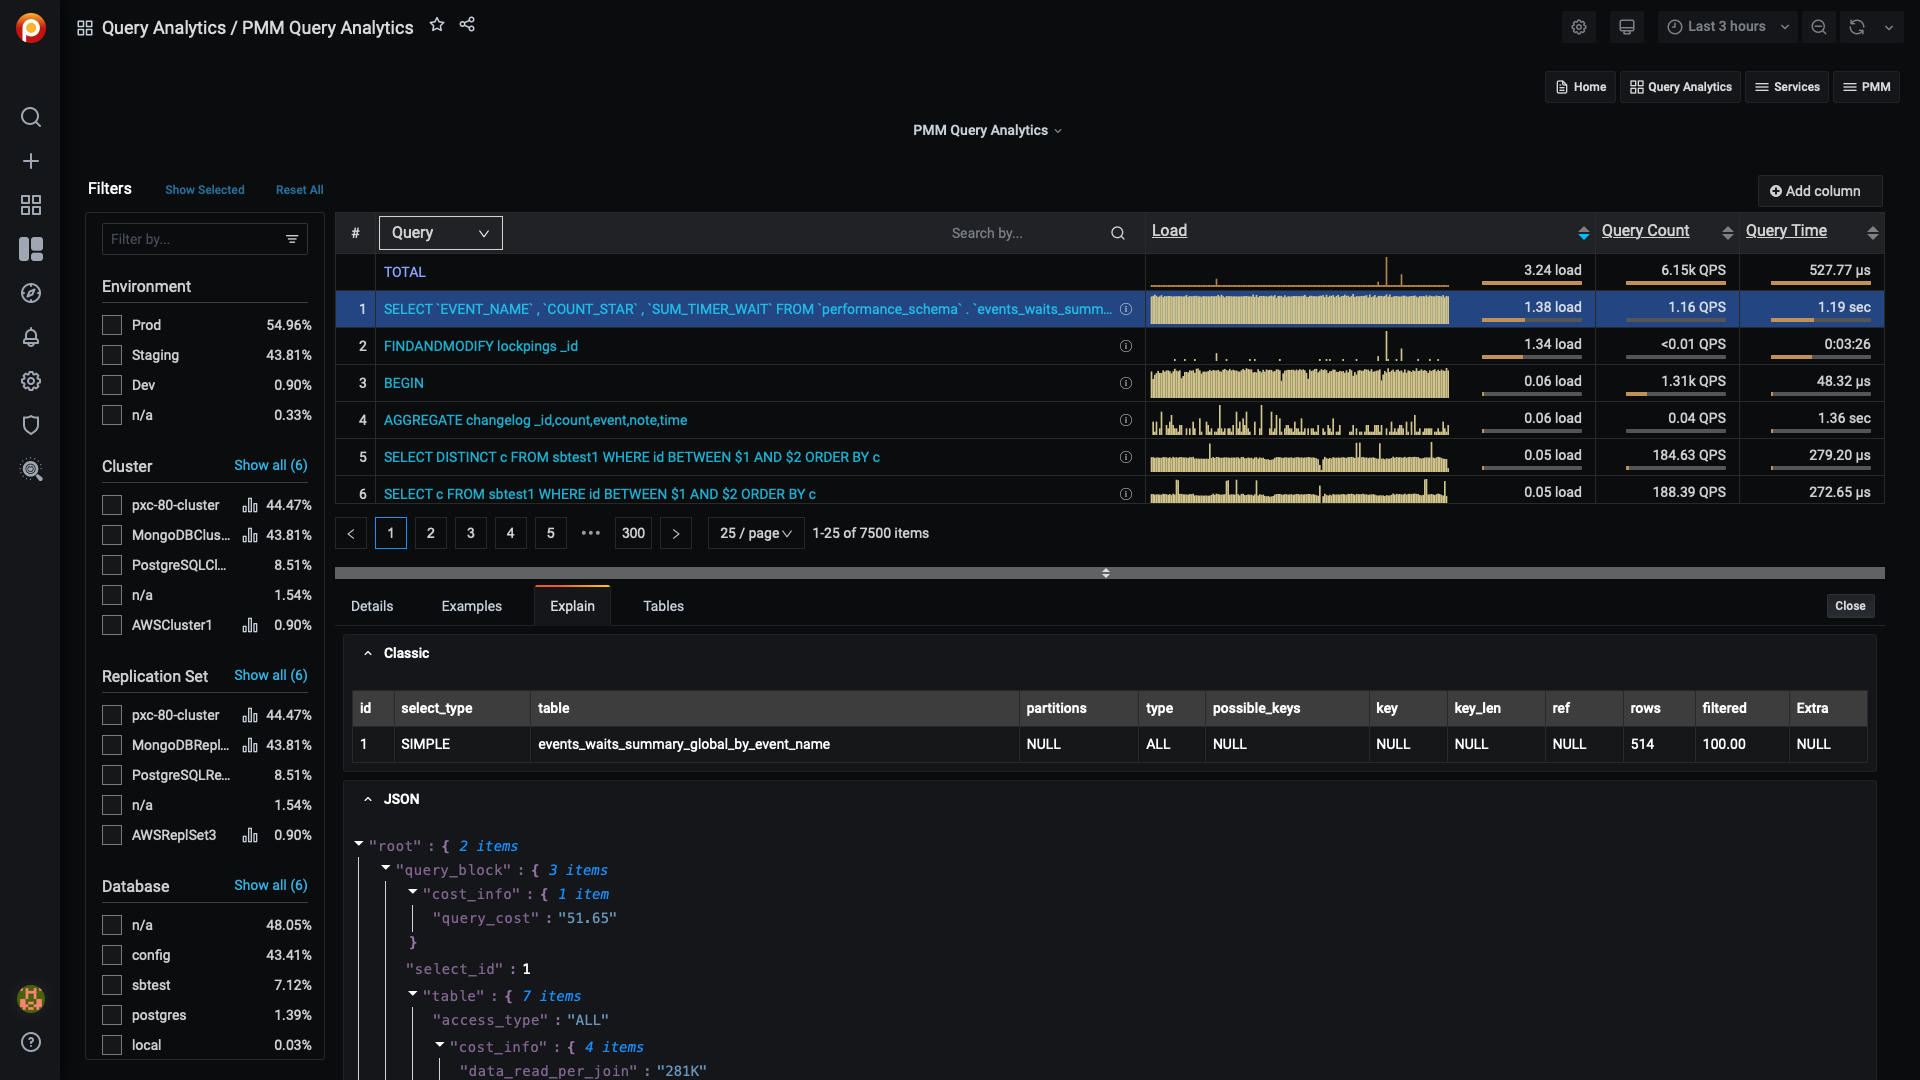 Query Analytics / PMM Query Analytics
Last 3 hours
Home
Query Analytics
Services
PMM
PMM Query Analytics
Filters
Show Selected
Reset All
Add column
Filter by...
Environment
Prod 54.96%
Staging 43.81%
Dev 0.90%
n/a 0.33%
Cluster Show all (6)
pxc-80-cluster 44.47%
MongoDBClus... 43.81%
PostgreSQLCl... 8.51%
n/a 1.54%
AWSCluster1 0.90%
Replication Set Show all (6)
pxc-80-cluster 44.47%
MongoDBRepl... 43.81%
PostgreSQLRe... 8.51%
n/a 1.54%
AWSReplSet3 0.90%
Database Show all (6)
n/a 48.05%
config 43.41%
sbtest 7.12%
postgres 1.39%
local 0.03%
# Query Search by... Load Query Count Query Time
TOTAL 3.24 load 6.15k QPS 527.77 µs
1 SELECT `EVENT_NAME` , `COUNT_STAR` , `SUM_TIMER_WAIT` FROM `performance_schema` . `events_waits_summ... 1.38 load 1.16 QPS 1.19 sec
2 FINDANDMODIFY lockpings _id 1.34 load <0.01 QPS 0:03:26
3 BEGIN 0.06 load 1.31k QPS 48.32 µs
4 AGGREGATE changelog _id,count,event,note,time 0.06 load 0.04 QPS 1.36 sec
5 SELECT DISTINCT c FROM sbtest1 WHERE id BETWEEN $1 AND $2 ORDER BY c 0.05 load 184.63 QPS 279.20 µs
6 SELECT c FROM sbtest1 WHERE id BETWEEN $1 AND $2 ORDER BY c 0.05 load 188.39 QPS 272.65 µs
< 1 2 3 4 5 ••• 300 > 25 / page 1-25 of 7500 items
Details Examples Explain Tables Close
Classic
id select_type table partitions type possible_keys key key_len ref rows filtered Extra
1 SIMPLE events_waits_summary_global_by_event_name NULL ALL NULL NULL NULL NULL 514 100.00 NULL
JSON
"root" : { 2 items
"query_block" : { 3 items
"cost_info" : { 1 item
"query_cost" : "51.65"
}
"select_id" : 1
"table" : { 7 items
"access_type" : "ALL"
"cost_info" : { 4 items
"data_read_per_join" : "281K"